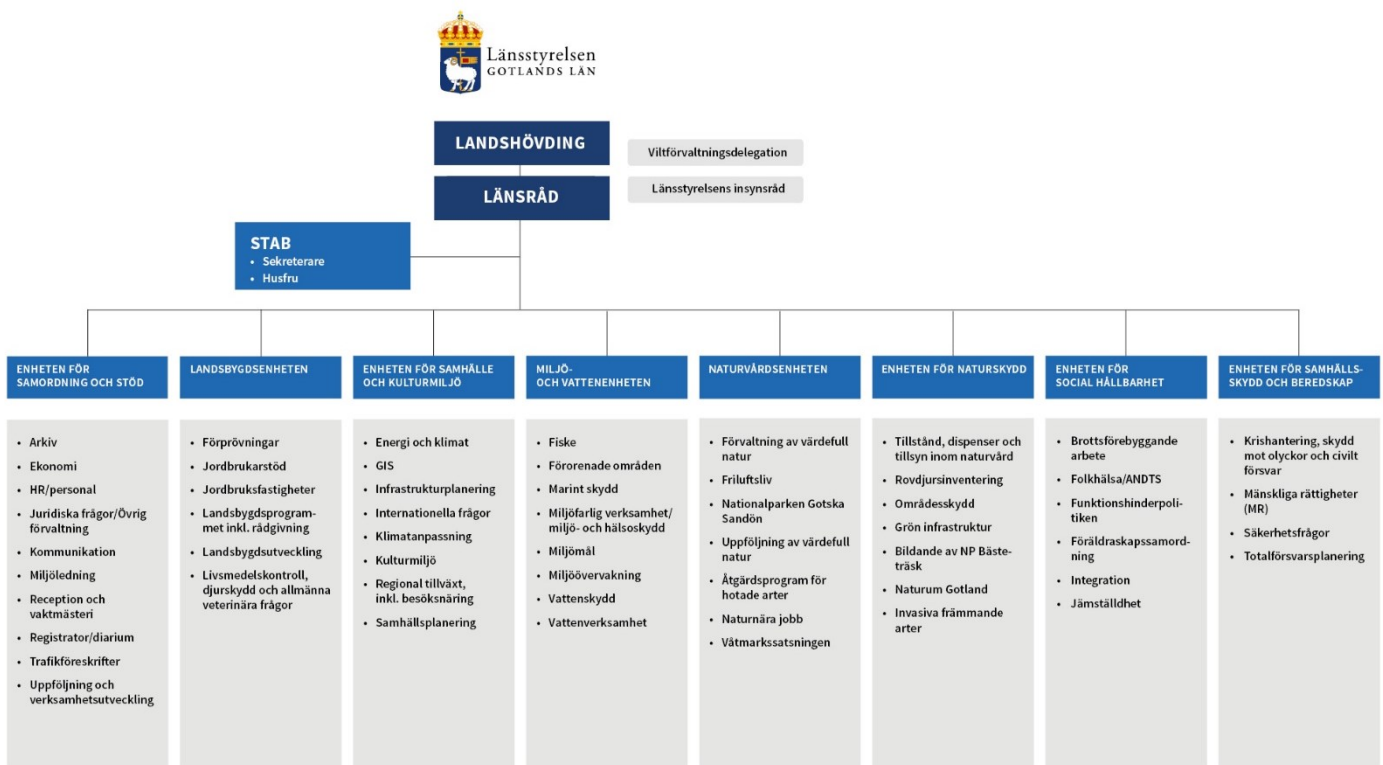 Länsstyrelsen
GOTLANDS LÄN
LANDSHÖVDING
Viltförvaltningsdelegation
LÄNSRÅD
Länsstyrelsens insynsråd
STAB
• Sekreterare
• Husfru
ENHETEN FÖR
SAMORDNING OCH STÖD
• Arkiv
• Ekonomi
• HR/personal
• Juridiska frågor/Övrig
förvaltning
• Kommunikation
• Miljöledning
• Reception och
vaktmästeri
• Registrator/diarium
• Trafikföreskrifter
• Uppföljning och
verksamhetsutveckling
LANDSBYGDSENHETEN
• Förprövningar
• Jordbrukarstöd
• Jordbruksfastigheter
• Landsbygdsprogram-
met inkl. rådgivning
• Landsbygdsutveckling
• Livsmedelskontroll,
djurskydd och allmänna
veterinära frågor
ENHETEN FÖR SAMHÄLLE
OCH KULTURMILJÖ
• Energi och klimat
• GIS
• Infrastrukturplanering
• Internationella frågor
• Klimatanpassning
• Kulturmiljö
• Regional tillväxt,
inkl. besöksnäring
• Samhällsplanering
MILJÖ-
OCH VATTENENHETEN
• Fiske
• Förorenade områden
• Marint skydd
• Miljöfarlig verksamhet/
miljö- och hälsoskydd
• Miljömål
• Miljöövervakning
• Vattenskydd
• Vattenverksamhet
NATURVÅRDSENHETEN
• Förvaltning av värdefull
natur
• Friluftsliv
• Nationalparken Gotska
Sandön
• Uppföljning av värdefull
natur
• Åtgärdsprogram för
hotade arter
• Naturnära jobb
• Våtmarkssatsningen
ENHETEN FÖR NATURSKYDD
• Tillstånd, dispenser och
tillsyn inom naturvård
• Rovdjursinventering
• Områdesskydd
• Grön infrastruktur
• Bildande av NP Bäste-
träsk
• Naturum Gotland
• Invasiva främmande
arter
ENHETEN FÖR
SOCIAL HÅLLBARHET
• Brottsförebyggande
arbete
• Folkhälsa/ANDTS
• Funktionshinderpoli-
tiken
• Föräldraskapssamord-
ning
• Integration
• Jämställdhet
ENHETEN FÖR SAMHÄLLS-
SKYDD OCH BEREDSKAP
• Krishantering, skydd
mot olyckor och civilt
försvar
• Mänskliga rättigheter
(MR)
• Säkerhetsfrågor
• Totalförsvarsplanering